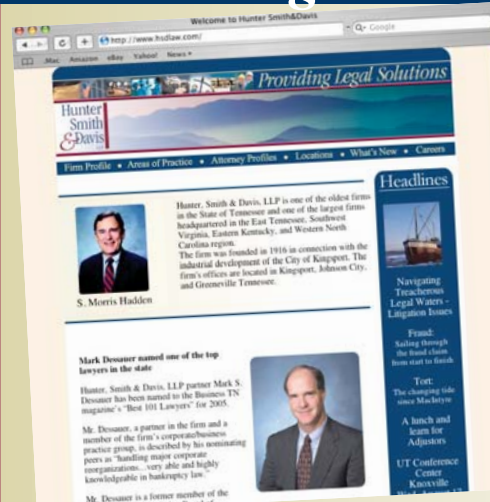 Welcome to Hunter Smith&Davis
http://www.hsdlaw.com/
Google
.Mac Amazon eBay Yahoo! News
Providing Legal Solutions
Hunter
Smith
&Davis
Firm Profile • Areas of Practice • Attorney Profiles • Locations • What's New • Careers
S. Morris Hadden
Hunter, Smith & Davis, LLP is one of the oldest firms
in the State of Tennessee and one of the largest firms
headquartered in the East Tennessee, Southwest
Virginia, Eastern Kentucky, and Western North
Carolina region.
The firm was founded in 1916 in connection with the
industrial development of the City of Kingsport. The
firm's offices are located in Kingsport, Johnson City,
and Greeneville Tennessee.
Mark Dessauer named one of the top
lawyers in the state
Hunter, Smith & Davis, LLP partner Mark S.
Dessauer has been named to the Business TN
magazine's "Best 101 Lawyers" for 2005.
Mr. Dessauer, a partner in the firm and a
member of the firm's corporate/business
practice group, is described by his nominating
peers as "handling major corporate
reorganizations...very able and highly
knowledgeable in bankruptcy law."
Mr. Dessauer is a former member of the
Headlines
Navigating
Treacherous
Legal Waters -
Litigation Issues
Fraud:
Sailing through
the fraud claim
from start to finish
Tort:
The changing tide
since MacIntyre
A lunch and
learn for
Adjustors
UT Conference
Center
Knoxville